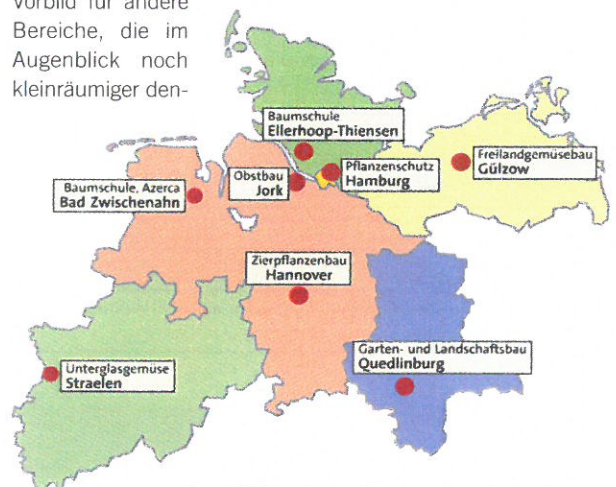 Vorbild für andere
Bereiche, die im
Augenblick noch
kleinräumiger den-
Baumschule
Ellerhoop-Thiensen
Pflanzenschutz
Hamburg
Freilandgemüsebau
Gülzow
Obstbau
Jork
Baumschule, Azerca
Bad Zwischenahn
Zierpflanzenbau
Hannover
Garten- und Landschaftsbau
Quedlinburg
Unterglasgemüse
Straelen